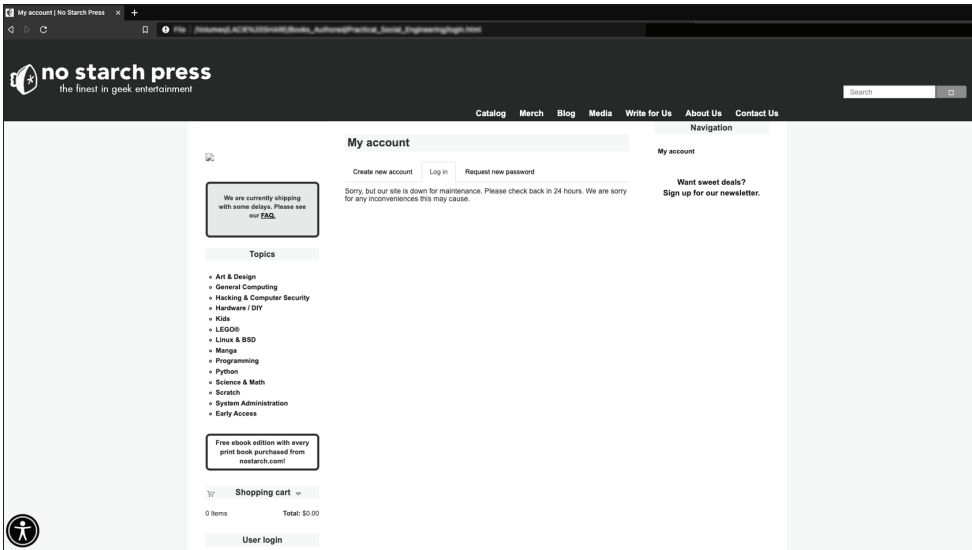 My account | No Starch Press
File
no starch press
the finest in geek entertainment
Search
Catalog Merch Blog Media Write for Us About Us Contact Us
We are currently shipping
with some delays. Please see
our FAQ.
Topics
Art & Design
General Computing
Hacking & Computer Security
Hardware / DIY
Kids
LEGO®
Linux & BSD
Manga
Programming
Python
Science & Math
Scratch
System Administration
Early Access
Free ebook edition with every
print book purchased from
nostarch.com!
Shopping cart
0 Items Total: $0.00
User login
My account
Create new account Log in Request new password
Sorry, but our site is down for maintenance. Please check back in 24 hours. We are sorry
for any inconveniences this may cause.
Navigation
My account
Want sweet deals?
Sign up for our newsletter.